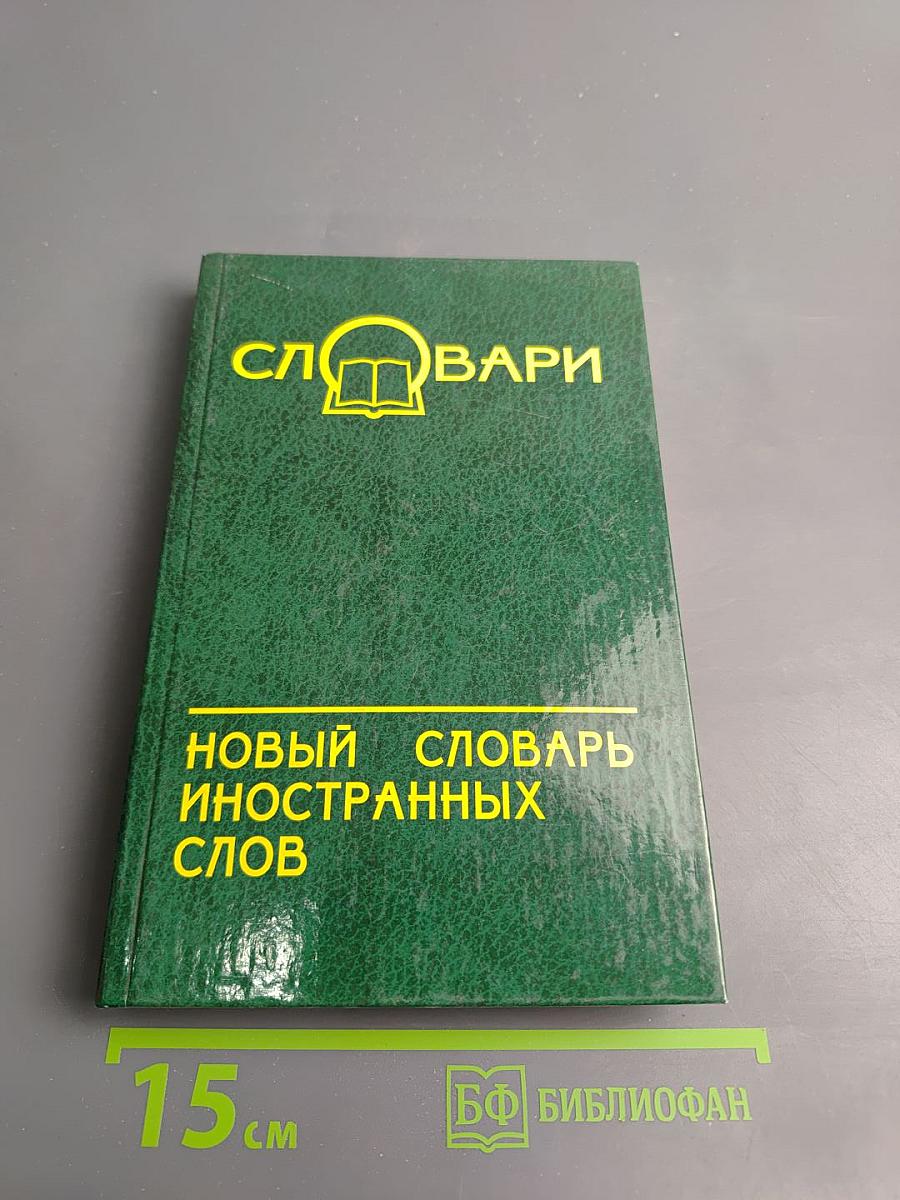 СЛОВАРИ
НОВЫЙ СЛОВАРЬ
ИНОСТРАННЫХ
СЛОВ
15 см
БФ БИБЛИОФАН